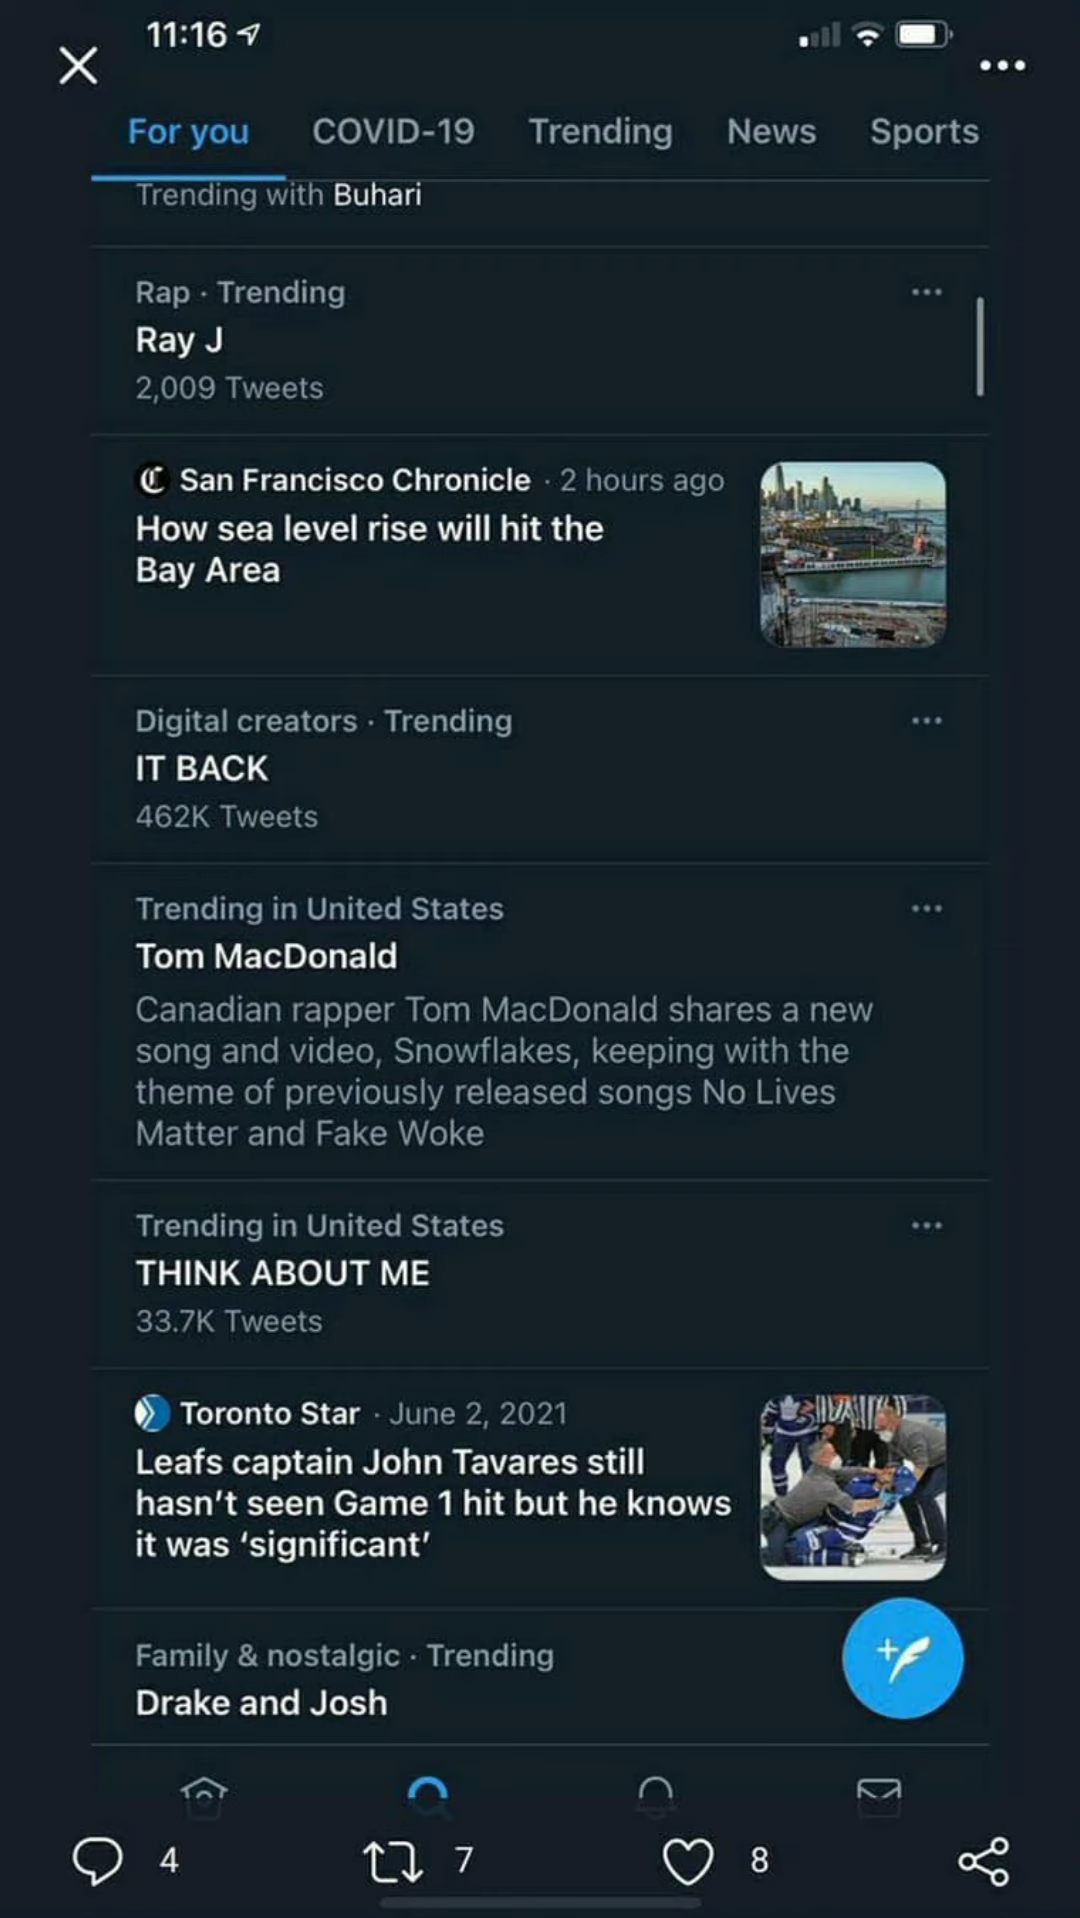 11:16
For you COVID-19 Trending News Sports
Trending with Buhari
Rap · Trending
Ray J
2,009 Tweets
San Francisco Chronicle · 2 hours ago
How sea level rise will hit the
Bay Area
Digital creators · Trending
IT BACK
462K Tweets
Trending in United States
Tom MacDonald
Canadian rapper Tom MacDonald shares a new
song and video, Snowflakes, keeping with the
theme of previously released songs No Lives
Matter and Fake Woke
Trending in United States
THINK ABOUT ME
33.7K Tweets
Toronto Star · June 2, 2021
Leafs captain John Tavares still
hasn't seen Game 1 hit but he knows
it was ‘significant’
Family & nostalgic · Trending
Drake and Josh
4 7 8